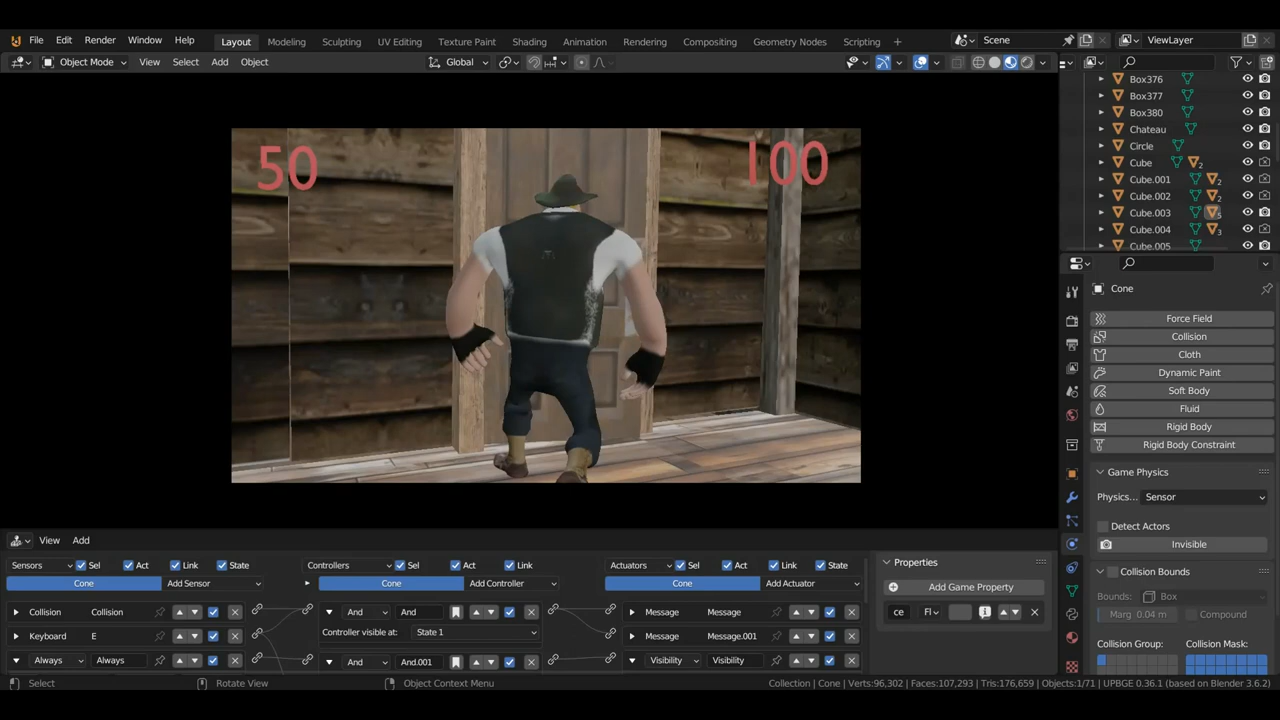 File Edit Render Window Help Layout Modeling Sculpting UV Editing Texture Paint Shading Animation Rendering Compositing Geometry Nodes Scripting + Scene ViewLayer
Object Mode View Select Add Object Global
Box376
Box377
Box380
Chateau
Circle
Cube 2
Cube.001 2
Cube.002 2
Cube.003 5
Cube.004 3
Cube.005
50 100
Cone
Force Field
Collision
Cloth
Dynamic Paint
Soft Body
Fluid
Rigid Body
Rigid Body Constraint
Game Physics
Physics... Sensor
Detect Actors
Invisible
Collision Bounds
Bounds: Box
Marg 0.04 m Compound
Collision Group: Collision Mask:
View Add
Sensors Sel Act Link State Controllers Sel Act Link Actuators Sel Act Link State Properties
Cone Add Sensor Cone Add Controller Cone Add Actuator Add Game Property
Collision Collision And And Message Message ce Fl
Keyboard E Controller visible at: State 1 Message Message.001
Always Always And And.001 Visibility Visibility
Select Rotate View Object Context Menu Collection | Cone | Verts:96,302 | Faces:107,293 | Tris:176,659 | Objects:1/71 | UPBGE 0.36.1 (based on Blender 3.6.2)